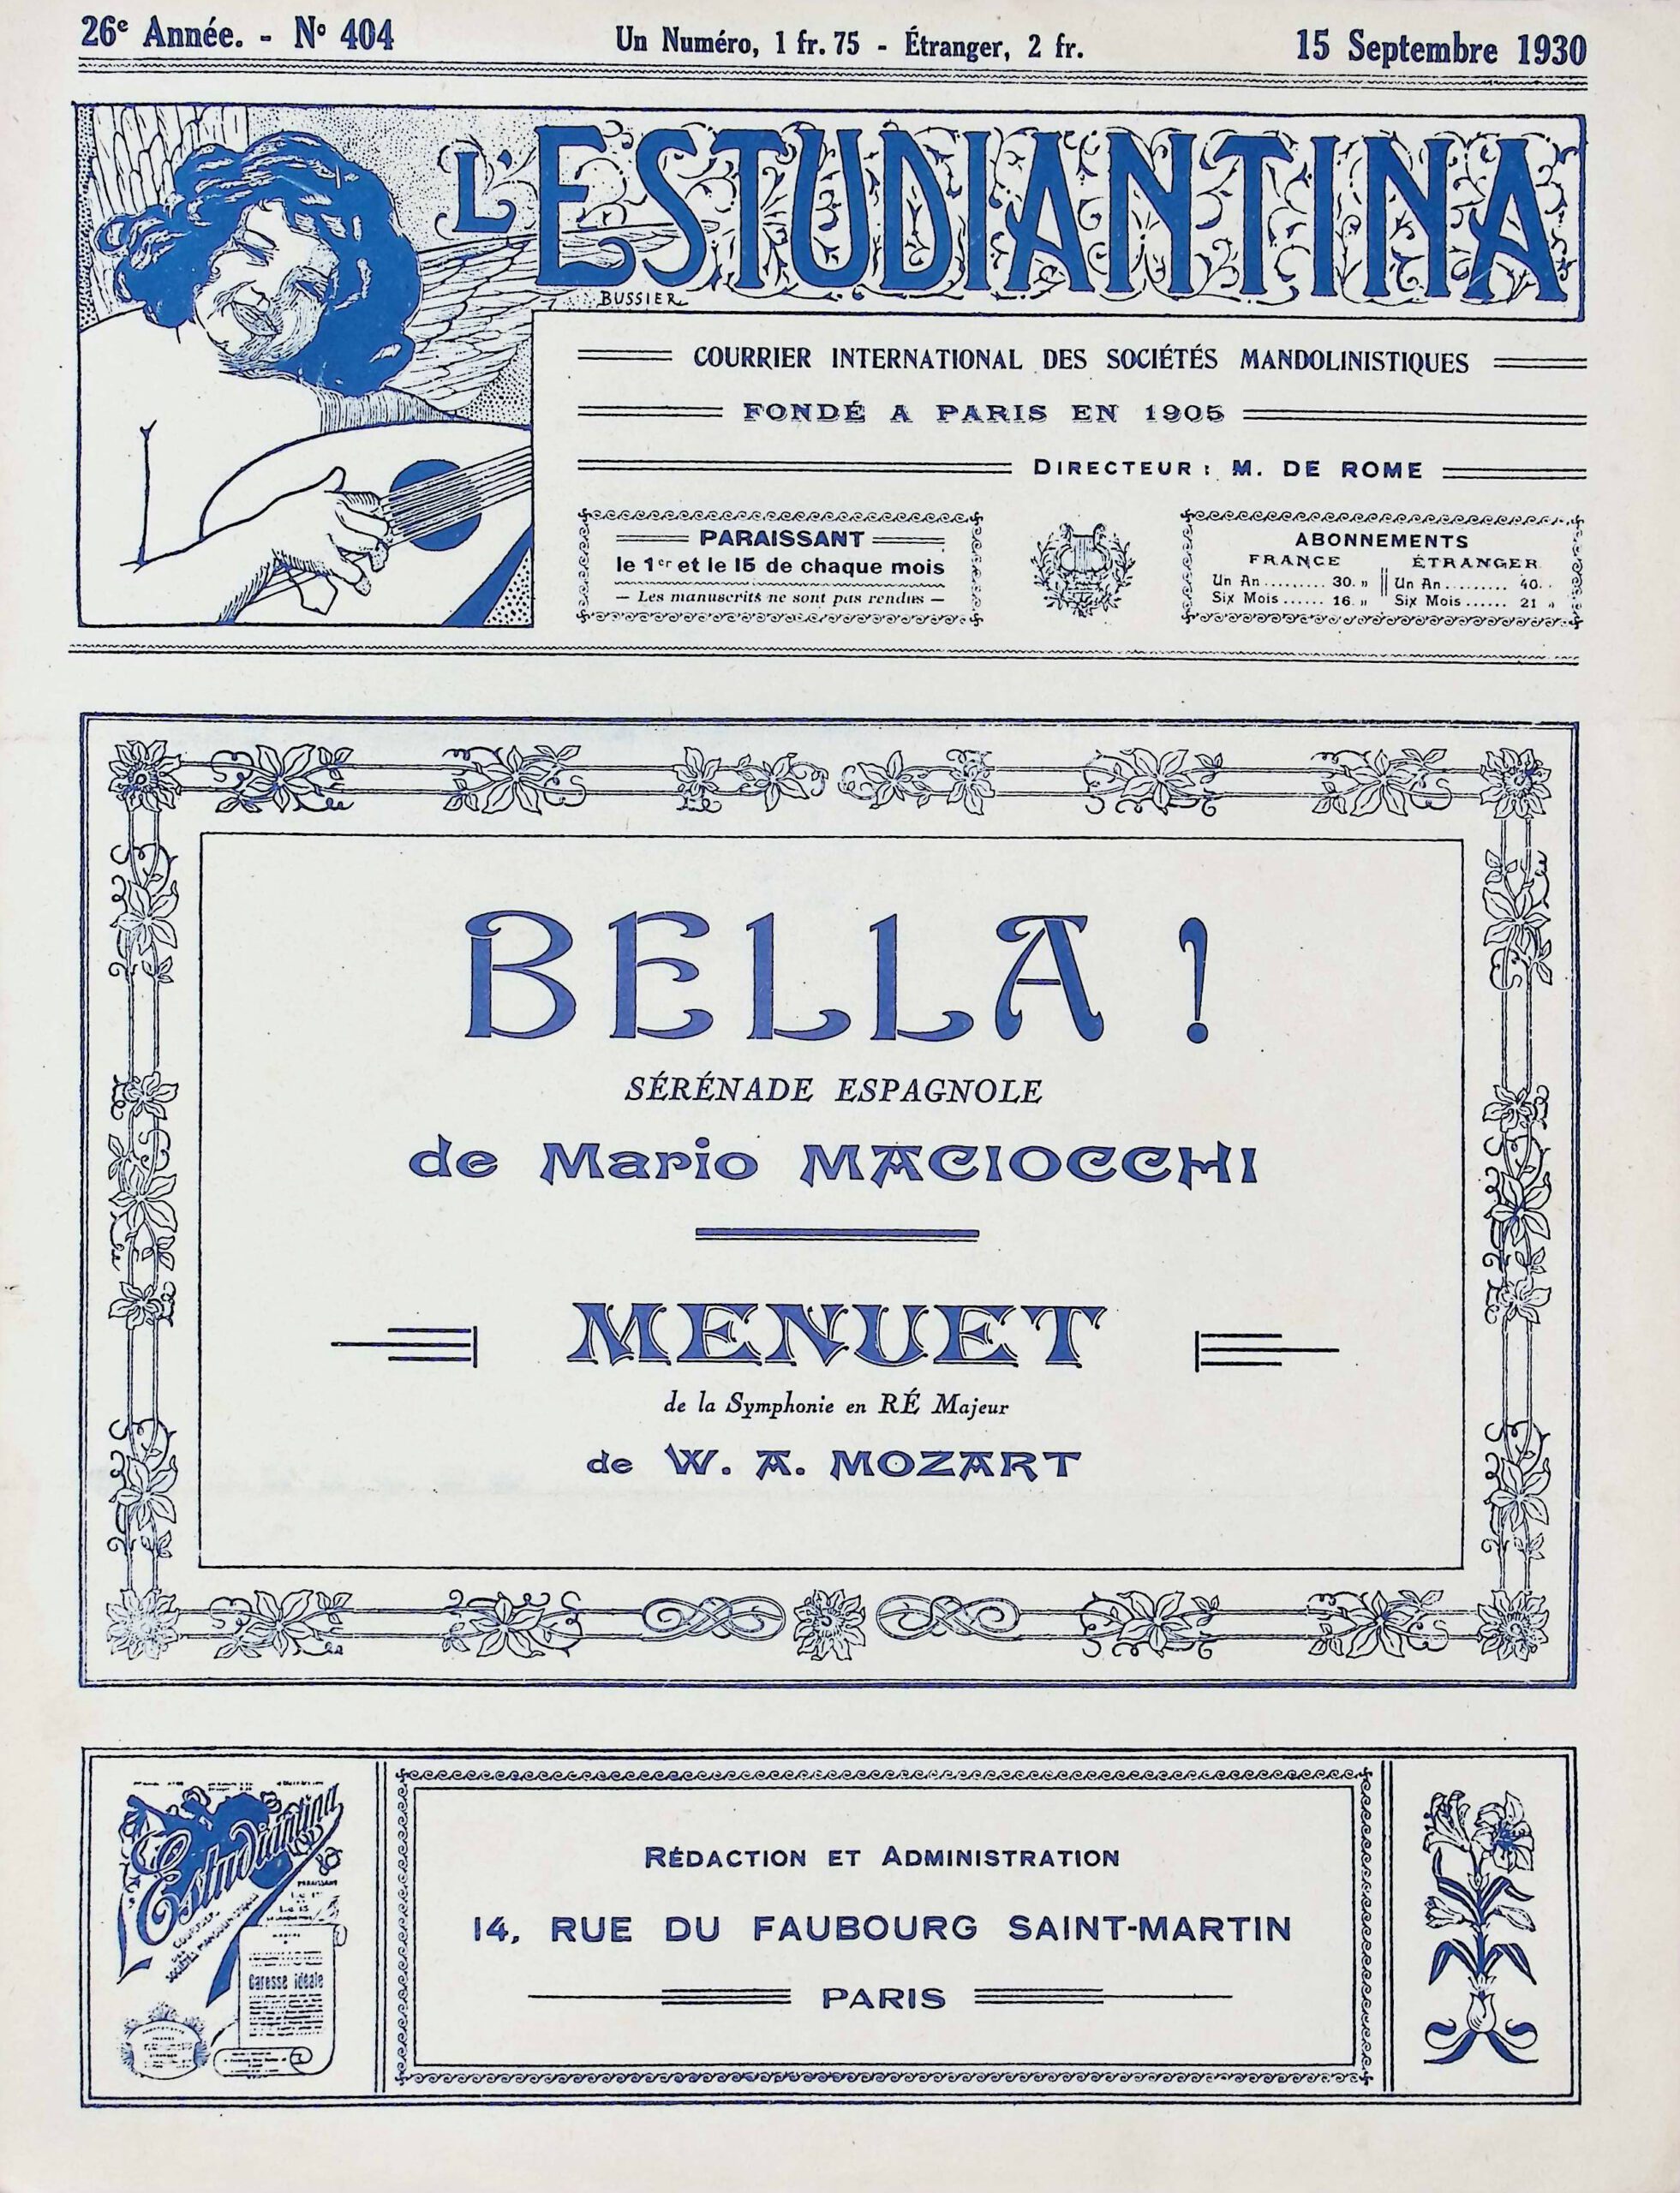 26e Année. - No 404
Un Numéro, 1 fr. 75 - Étranger, 2 fr.
15 Septembre 1930
L'ESTUDIANTINA
BUSSIER
COURRIER INTERNATIONAL DES SOCIÉTÉS MANDOLINISTIQUES
FONDÉ A PARIS EN 1905
DIRECTEUR : M. DE ROME
PARAISSANT
le 1er et le 15 de chaque mois
— Les manuscrits ne sont pas rendus —
ABONNEMENTS
FRANCE
Un An ......... 30. »
Six Mois ...... 16. »
ÉTRANGER
Un An ......... 40. .
Six Mois ...... 21 »
BELLA !
SÉRÉNADE ESPAGNOLE
de Mario MACIOCCHI
MENUET
de la Symphonie en RÉ Majeur
de W. A. MOZART
Estudiantina
PARAISSANT
Caresse idéale
RÉDACTION ET ADMINISTRATION
14, RUE DU FAUBOURG SAINT-MARTIN
PARIS